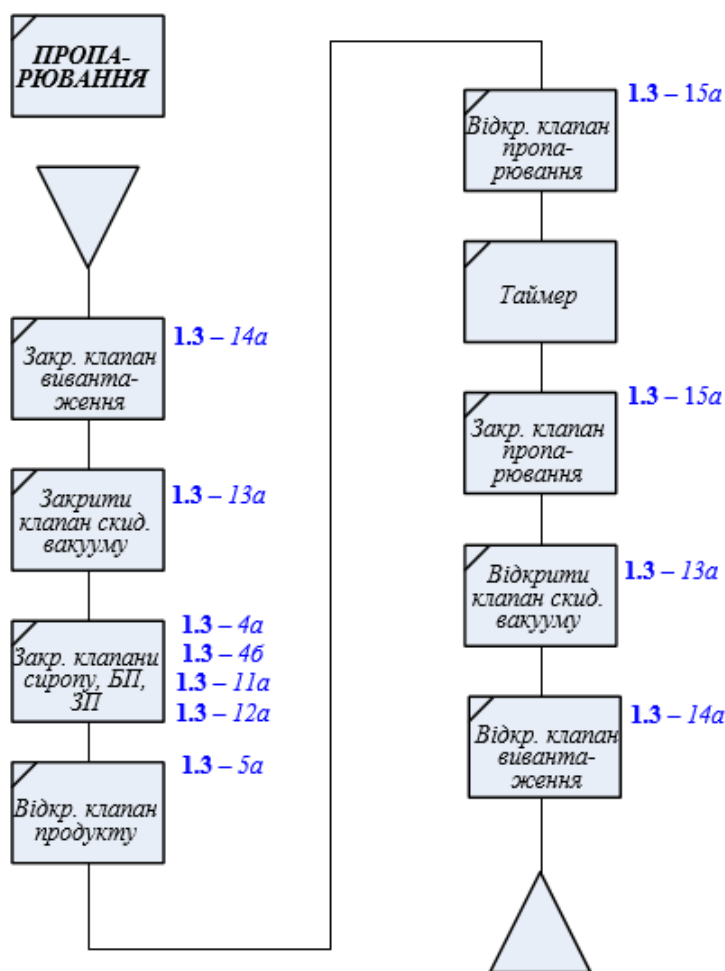 ПРОПА-
РЮВАННЯ
Закр. клапан
виванта-
ження
1.3 – 14а
Закрити
клапан скид.
вакууму
1.3 – 13а
Закр. клапани
сиропу, БП,
ЗП
1.3 – 4а
1.3 – 4б
1.3 – 11а
1.3 – 12а
Відкр. клапан
продукту
1.3 – 5а
Відкр. клапан
пропа-
рювання
1.3 – 15а
Таймер
Закр. клапан
пропа-
рювання
1.3 – 15а
Відкрити
клапан скид.
вакууму
1.3 – 13а
Відкр. клапан
виванта-
ження
1.3 – 14а